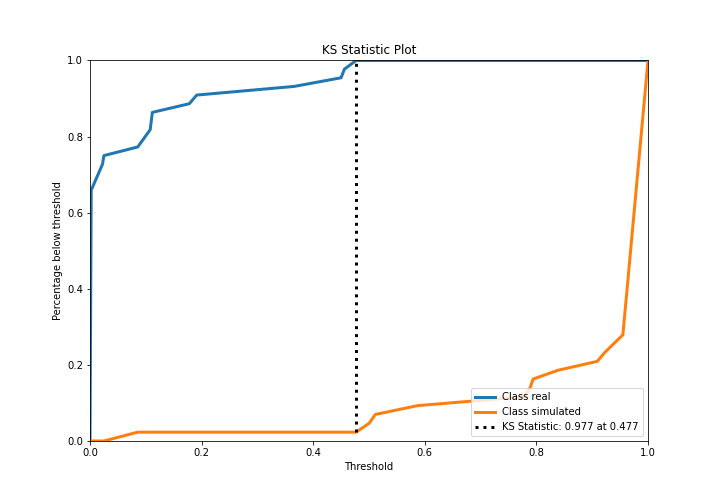 KS Statistic Plot
1.0
0.8
0.6
0.4
0.2
0.0
Percentage below threshold
0.0 0.2 0.4 0.6 0.8 1.0
Threshold
Class real
Class simulated
KS Statistic: 0.977 at 0.477